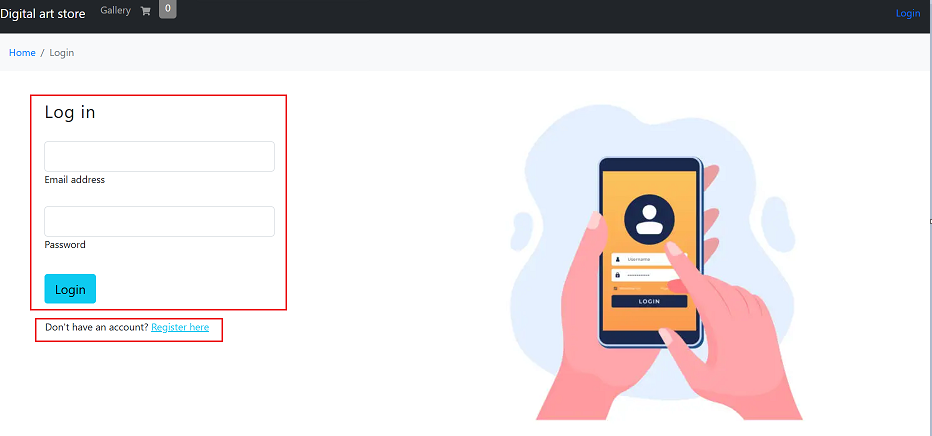 Digital art store Gallery 0 Login
Home / Login
Log in
Email address
Password
Login
Don't have an account? Register here
Username
LOGIN